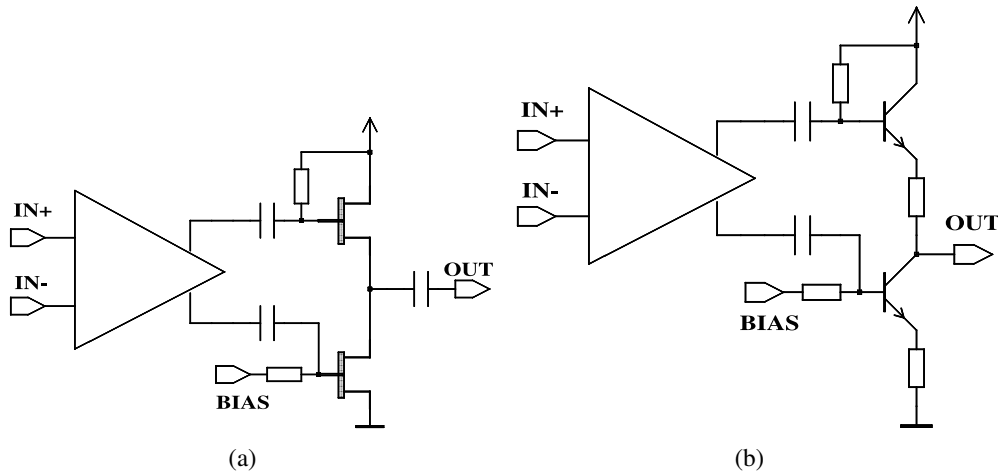 IN+
IN-
BIAS
OUT
(a)
IN+
IN-
BIAS
OUT
(b)